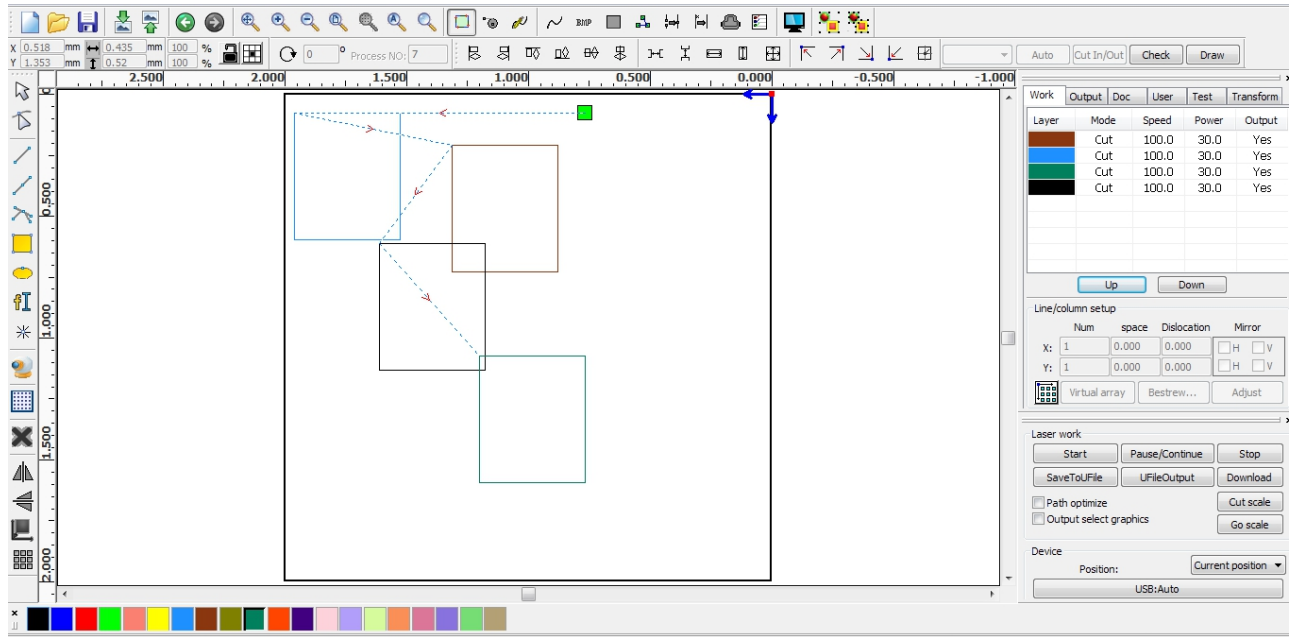 BMP
X 0.518 mm 0.435 mm 100 %
Y 1.353 mm 0.52 mm 100 %
0 ° Process NO: 7
Auto Cut In/Out Check Draw
2.500 2.000 1.500 1.000 0.500 0.000 -0.500 -1.000
0
0.500
1.000
1.500
2.000
Work Output Doc User Test Transform
Layer Mode Speed Power Output
Cut 100.0 30.0 Yes
Cut 100.0 30.0 Yes
Cut 100.0 30.0 Yes
Cut 100.0 30.0 Yes
Up Down
Line/column setup
Num space Dislocation Mirror
X: 1 0.000 0.000 H V
Y: 1 0.000 0.000 H V
Virtual array Bestrew... Adjust
Laser work
Start Pause/Continue Stop
SaveToUFile UFileOutput Download
Path optimize Cut scale
Output select graphics Go scale
Device
Position: Current position
USB:Auto